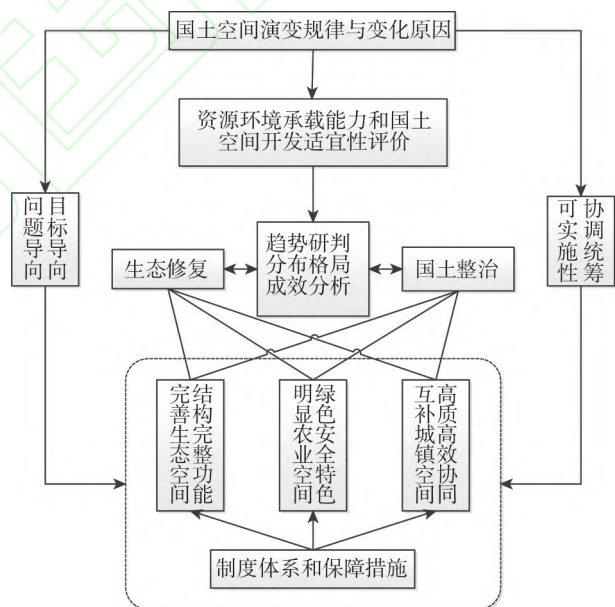 国土空间演变规律与变化原因
资源环境承载能力和国土
空间开发适宜性评价
目标导向
问题导向
趋势研判
分布格局
成效分析
生态修复
国土整治
协调统筹
可实施性
结构完整功能
完善生态空间
绿色安全特色
明显农业空间
高质高效协同
互补城镇空间
制度体系和保障措施